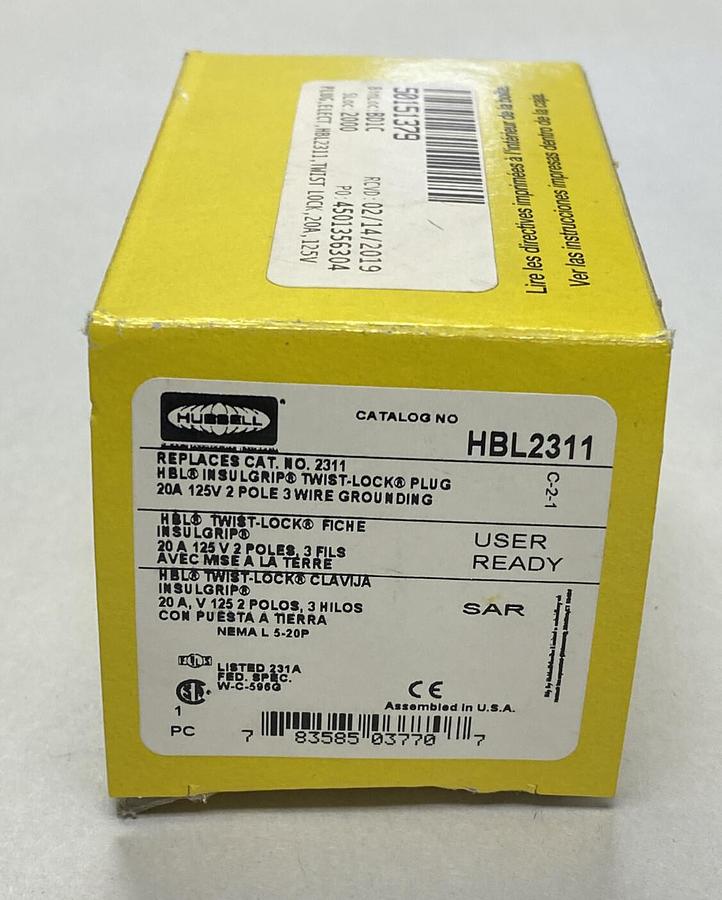 50151379
BINLOC: B01C RCVD: 02/14/2019
SLOC: 2000 PO: 4501356304
PLUG,ELECT,HBL2311,TWIST LOCK,20A,125V
Lire les directives imprimées à l'intérieur de la boîte.
Ver las instrucciones impresas dentro de la caja.
HUBBELL
CATALOG NO
HBL2311
REPLACES CAT. NO. 2311
HBL® INSULGRIP® TWIST-LOCK® PLUG
20A 125V 2 POLE 3 WIRE GROUNDING
C-2-1
HBL® TWIST-LOCK® FICHE
INSULGRIP®
20 A 125 V 2 POLES, 3 FILS
AVEC MISE A LA TERRE
USER
READY
HBL® TWIST-LOCK® CLAVIJA
INSULGRIP®
20 A, V 125 2 POLOS, 3 HILOS
CON PUESTA A TIERRA
NEMA L 5-20P
SAR
LISTED 231A
FED. SPEC.
W-C-596G
CE
Assembled in U.S.A.
1
PC
7 83585 03770 7